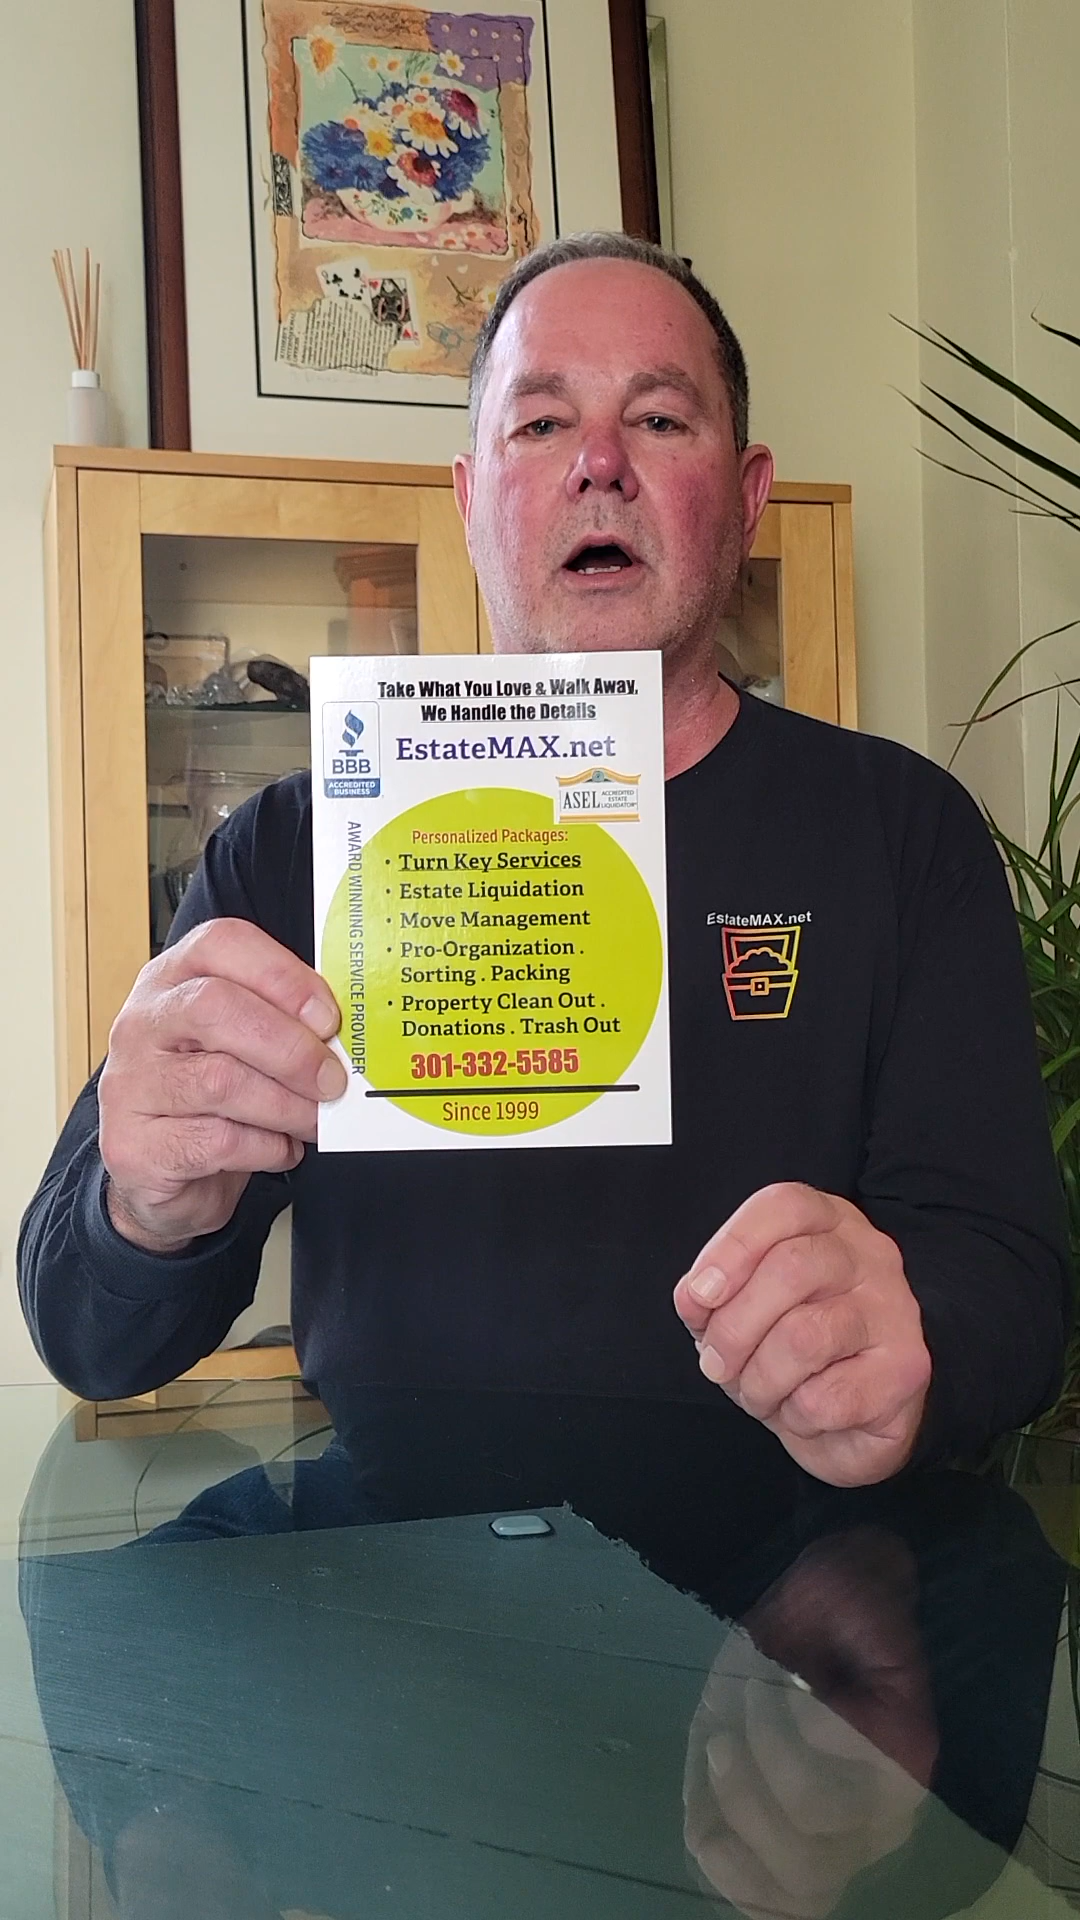 Take What You Love & Walk Away,
We Handle the Details
EstateMAX.net
BBB
ACCREDITED
BUSINESS
ASEL
ACCREDITED
ESTATE
LIQUIDATOR
AWARD WINNING SERVICE PROVIDER
Personalized Packages:
• Turn Key Services
• Estate Liquidation
• Move Management
• Pro-Organization .
Sorting . Packing
• Property Clean Out .
Donations . Trash Out
301-332-5585
Since 1999
EstateMAX.net